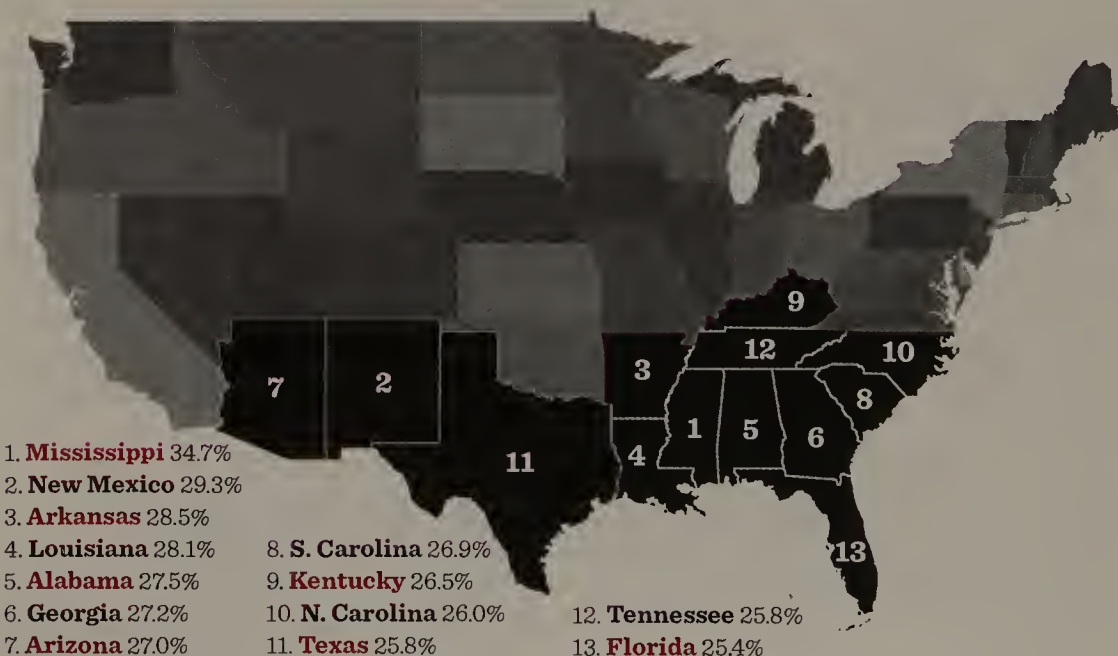 9
12
10
3
7
2
8
1
5
6
4
11
13
1. Mississippi 34.7%
2. New Mexico 29.3%
3. Arkansas 28.5%
4. Louisiana 28.1%
5. Alabama 27.5%
6. Georgia 27.2%
7. Arizona 27.0%
8. S. Carolina 26.9%
9. Kentucky 26.5%
10. N. Carolina 26.0%
11. Texas 25.8%
12. Tennessee 25.8%
13. Florida 25.4%